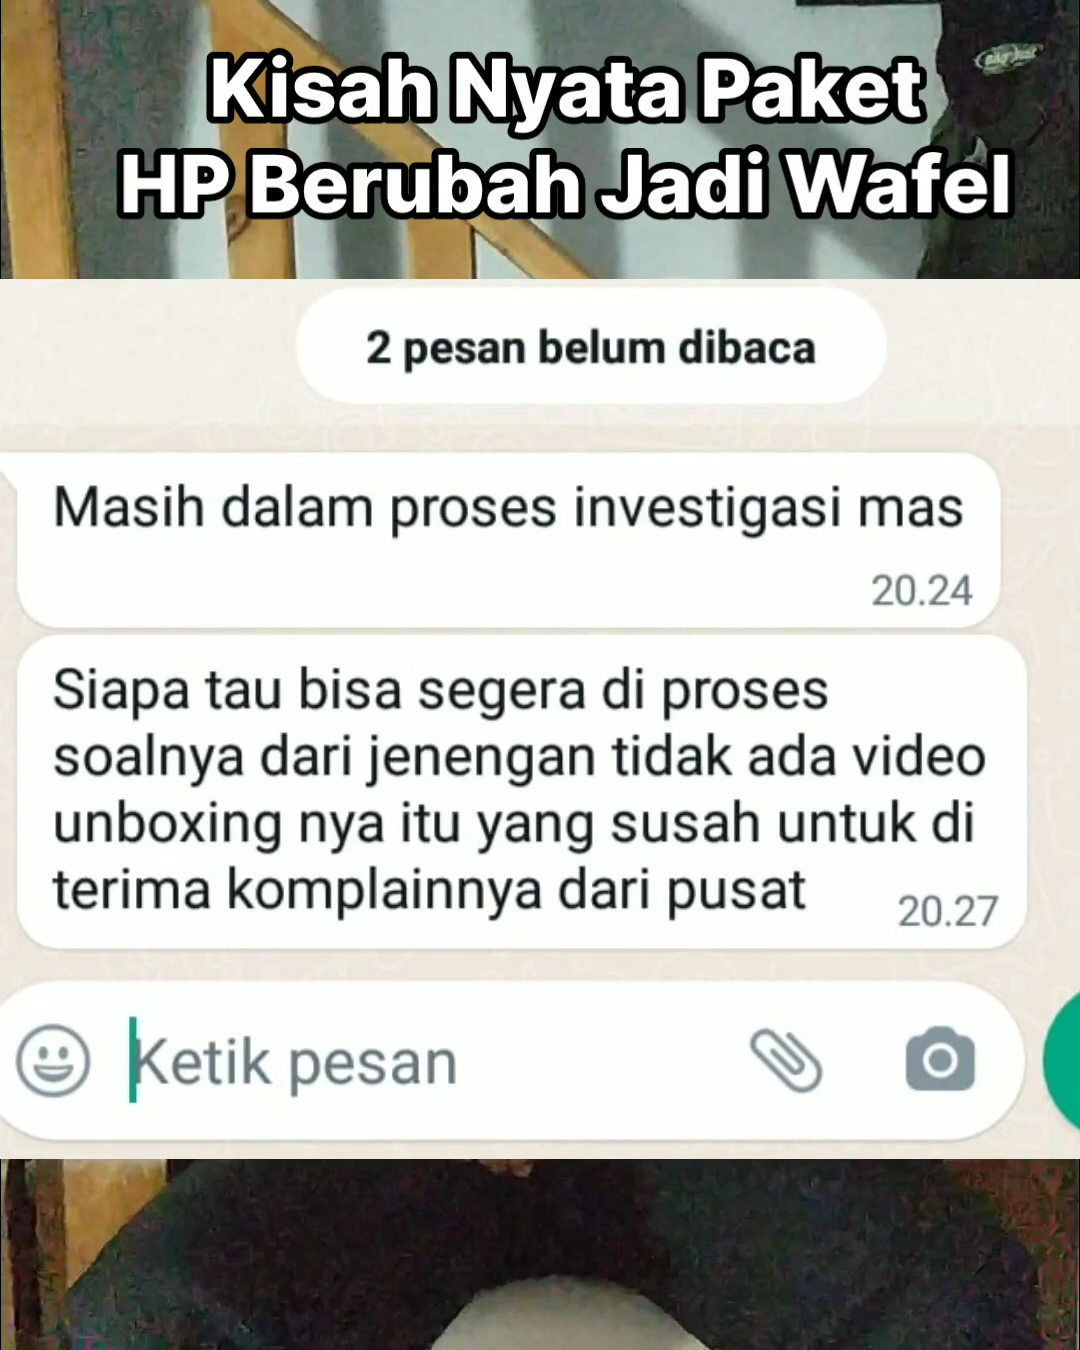 Kisah Nyata Paket
HP Berubah Jadi Wafel
2 pesan belum dibaca
Masih dalam proses investigasi mas
20.24
Siapa tau bisa segera di proses
soalnya dari jenengan tidak ada video
unboxing nya itu yang susah untuk di
terima komplainnya dari pusat
20.27
Ketik pesan